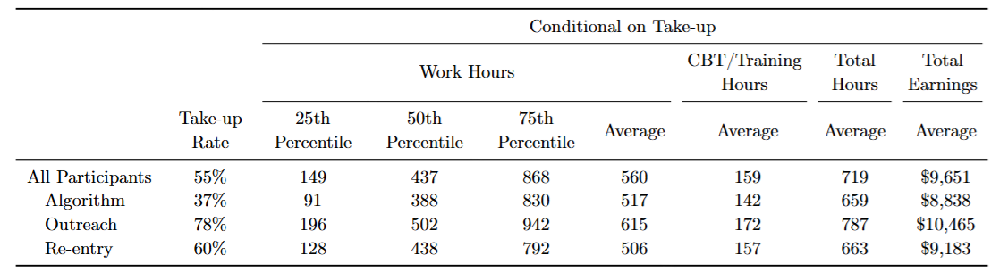 Conditional on Take-up
Work Hours CBT/Training Hours Total Hours Total Earnings
Take-up Rate 25th Percentile 50th Percentile 75th Percentile Average Average Average Average
All Participants 55% 149 437 868 560 159 719 $9,651
Algorithm 37% 91 388 830 517 142 659 $8,838
Outreach 78% 196 502 942 615 172 787 $10,465
Re-entry 60% 128 438 792 506 157 663 $9,183